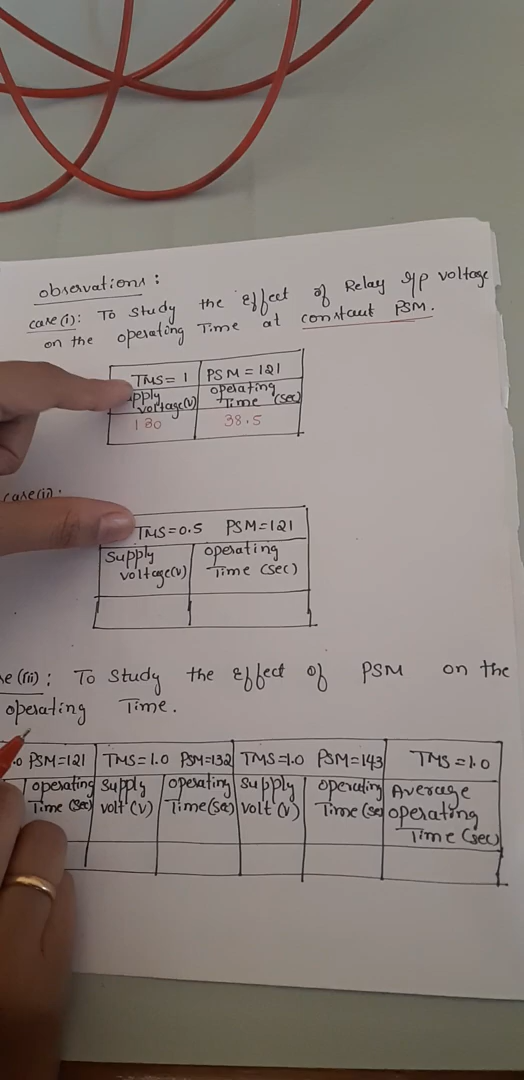 observations :
case(i): To study the Effect of Relay I/p voltage
on the operating Time at constant PSM.
TMS = 1 PSM = 121
pply voltage(V) operating Time (sec)
130 38.5
case(ii):
TMS=0.5 PSM=121
Supply voltage(V) operating Time (sec)
se (iii) : To Study the Effect of PSM on the
operating Time.
.0 PSM=121 TMS=1.0 PSM=132 TMS=1.0 PSM=143 TMS=1.0
operating Time (sec) Supply volt (V) operating Time(sec) Supply volt (V) operating Time (sec Average operating Time (sec)